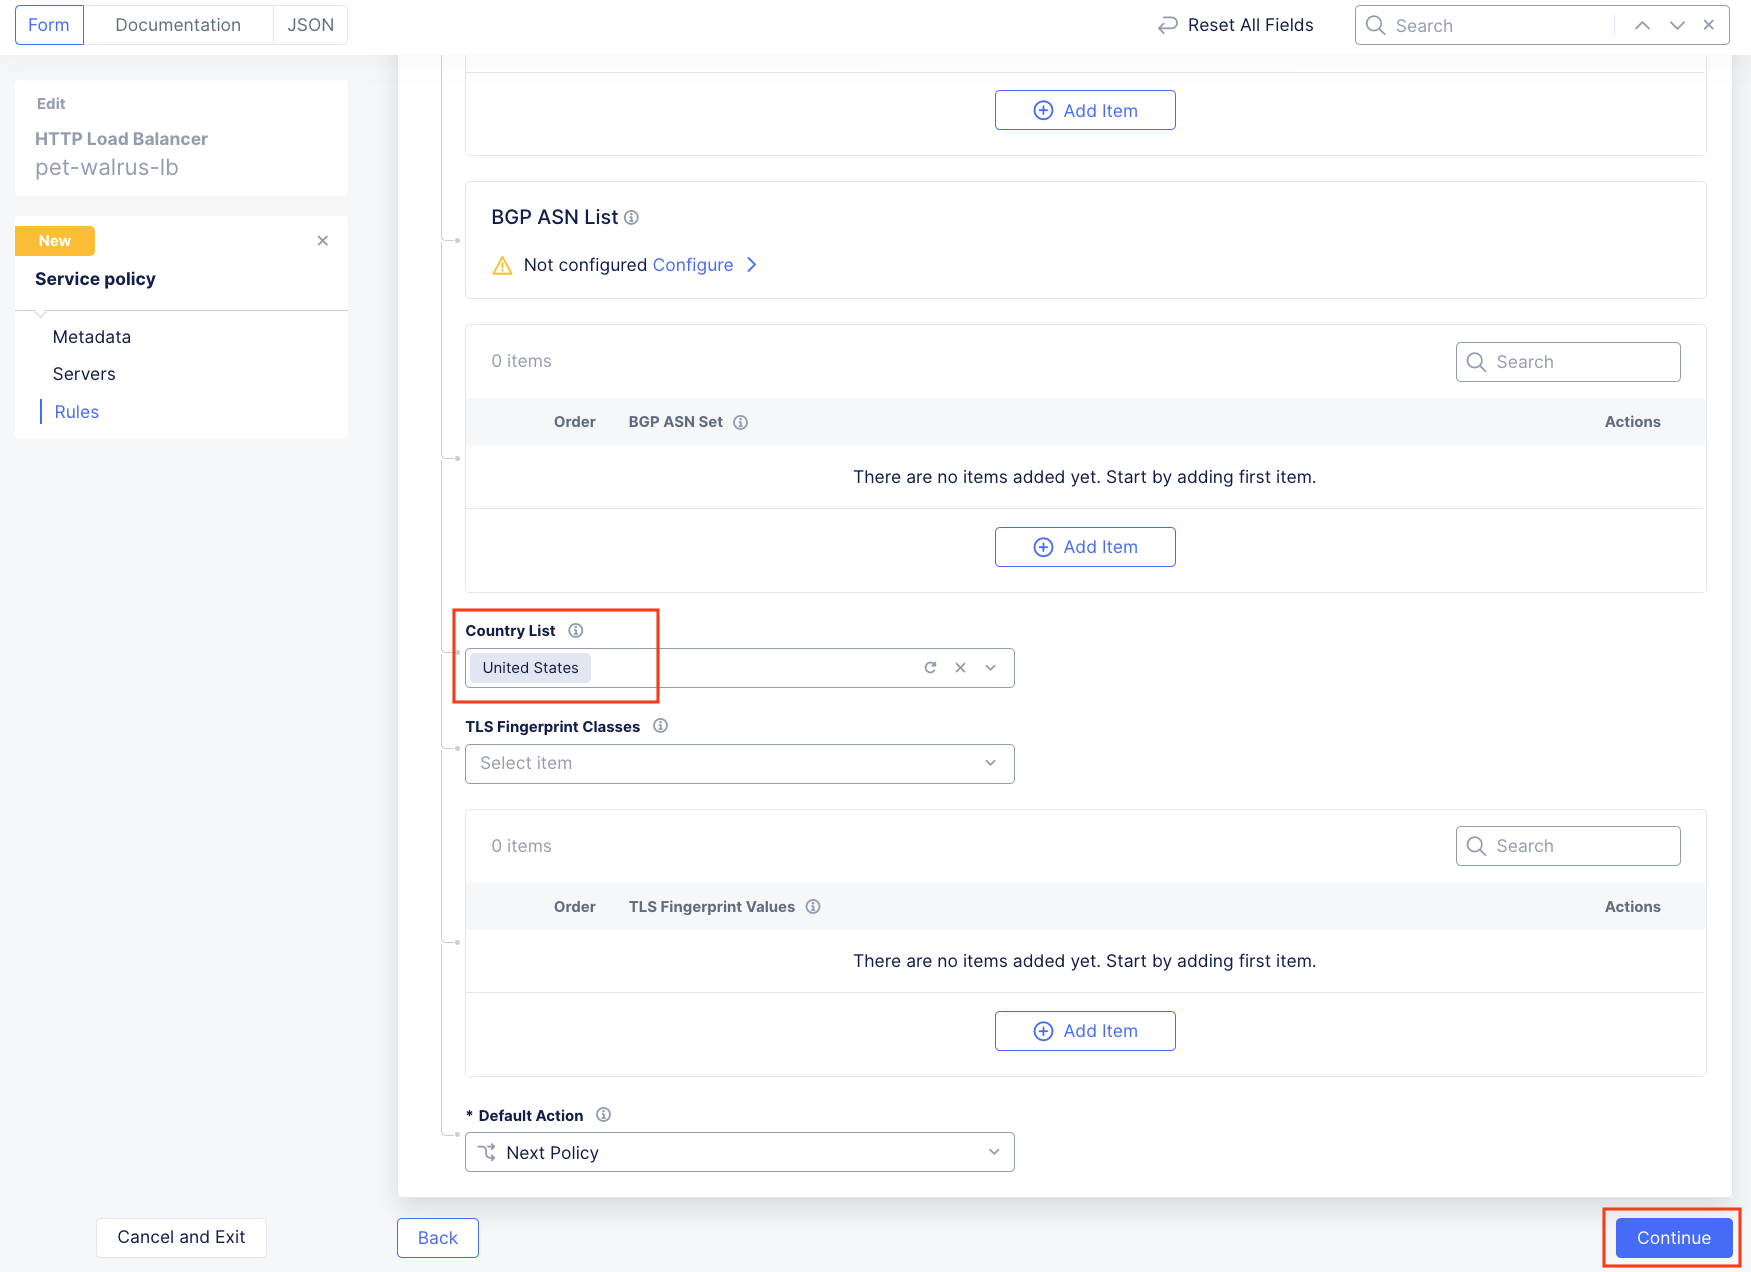 Form
Documentation
JSON
Reset All Fields
Search
Edit
HTTP Load Balancer
pet-walrus-lb
New
Service policy
Metadata
Servers
Rules
Add Item
BGP ASN List
Not configured Configure
0 items
Search
Order BGP ASN Set Actions
There are no items added yet. Start by adding first item.
Add Item
Country List
United States
TLS Fingerprint Classes
Select item
0 items
Search
Order TLS Fingerprint Values Actions
There are no items added yet. Start by adding first item.
Add Item
* Default Action
Next Policy
Cancel and Exit
Back
Continue